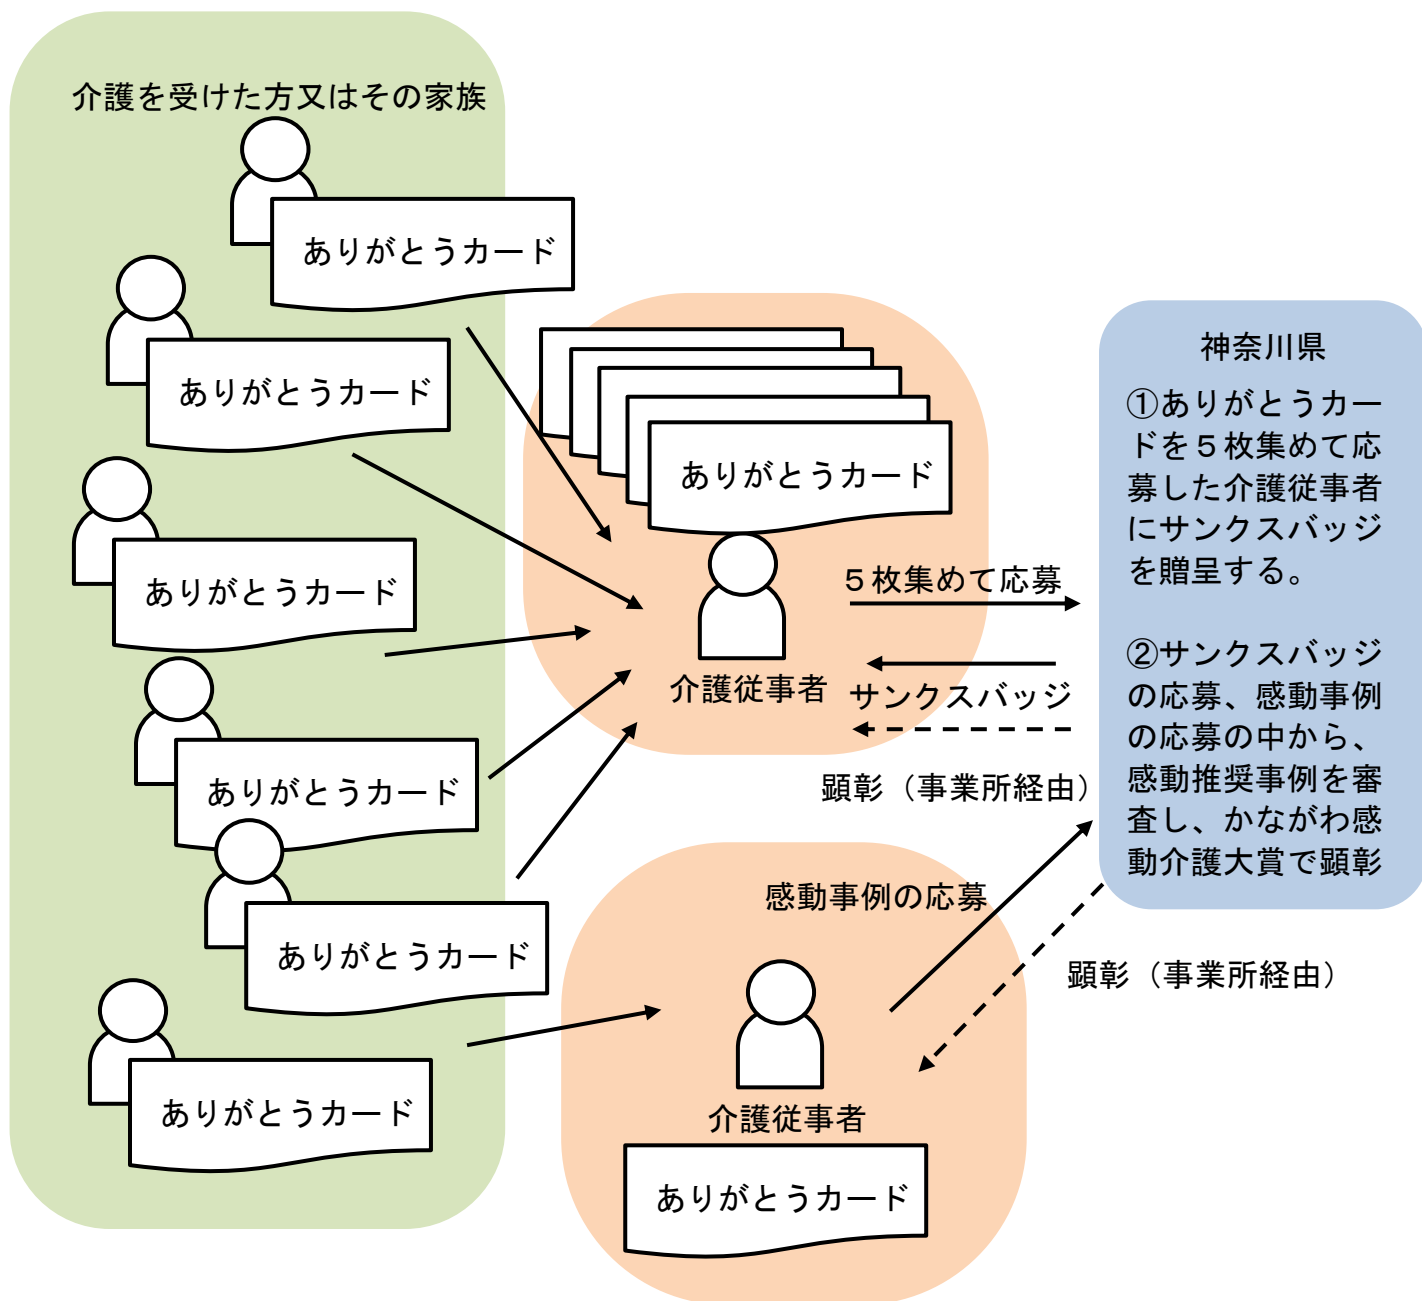 介護を受けた方又はその家族
ありがとうカード
ありがとうカード
ありがとうカード
ありがとうカード
ありがとうカード
ありがとうカード
ありがとうカード
介護従事者
５枚集めて応募
サンクスバッジ
顕彰（事業所経由）
感動事例の応募
介護従事者
ありがとうカード
顕彰（事業所経由）
神奈川県
①ありがとうカー
ドを５枚集めて応
募した介護従事者
にサンクスバッジ
を贈呈する。
②サンクスバッジ
の応募、感動事例
の応募の中から、
感動推奨事例を審
査し、かながわ感
動介護大賞で顕彰